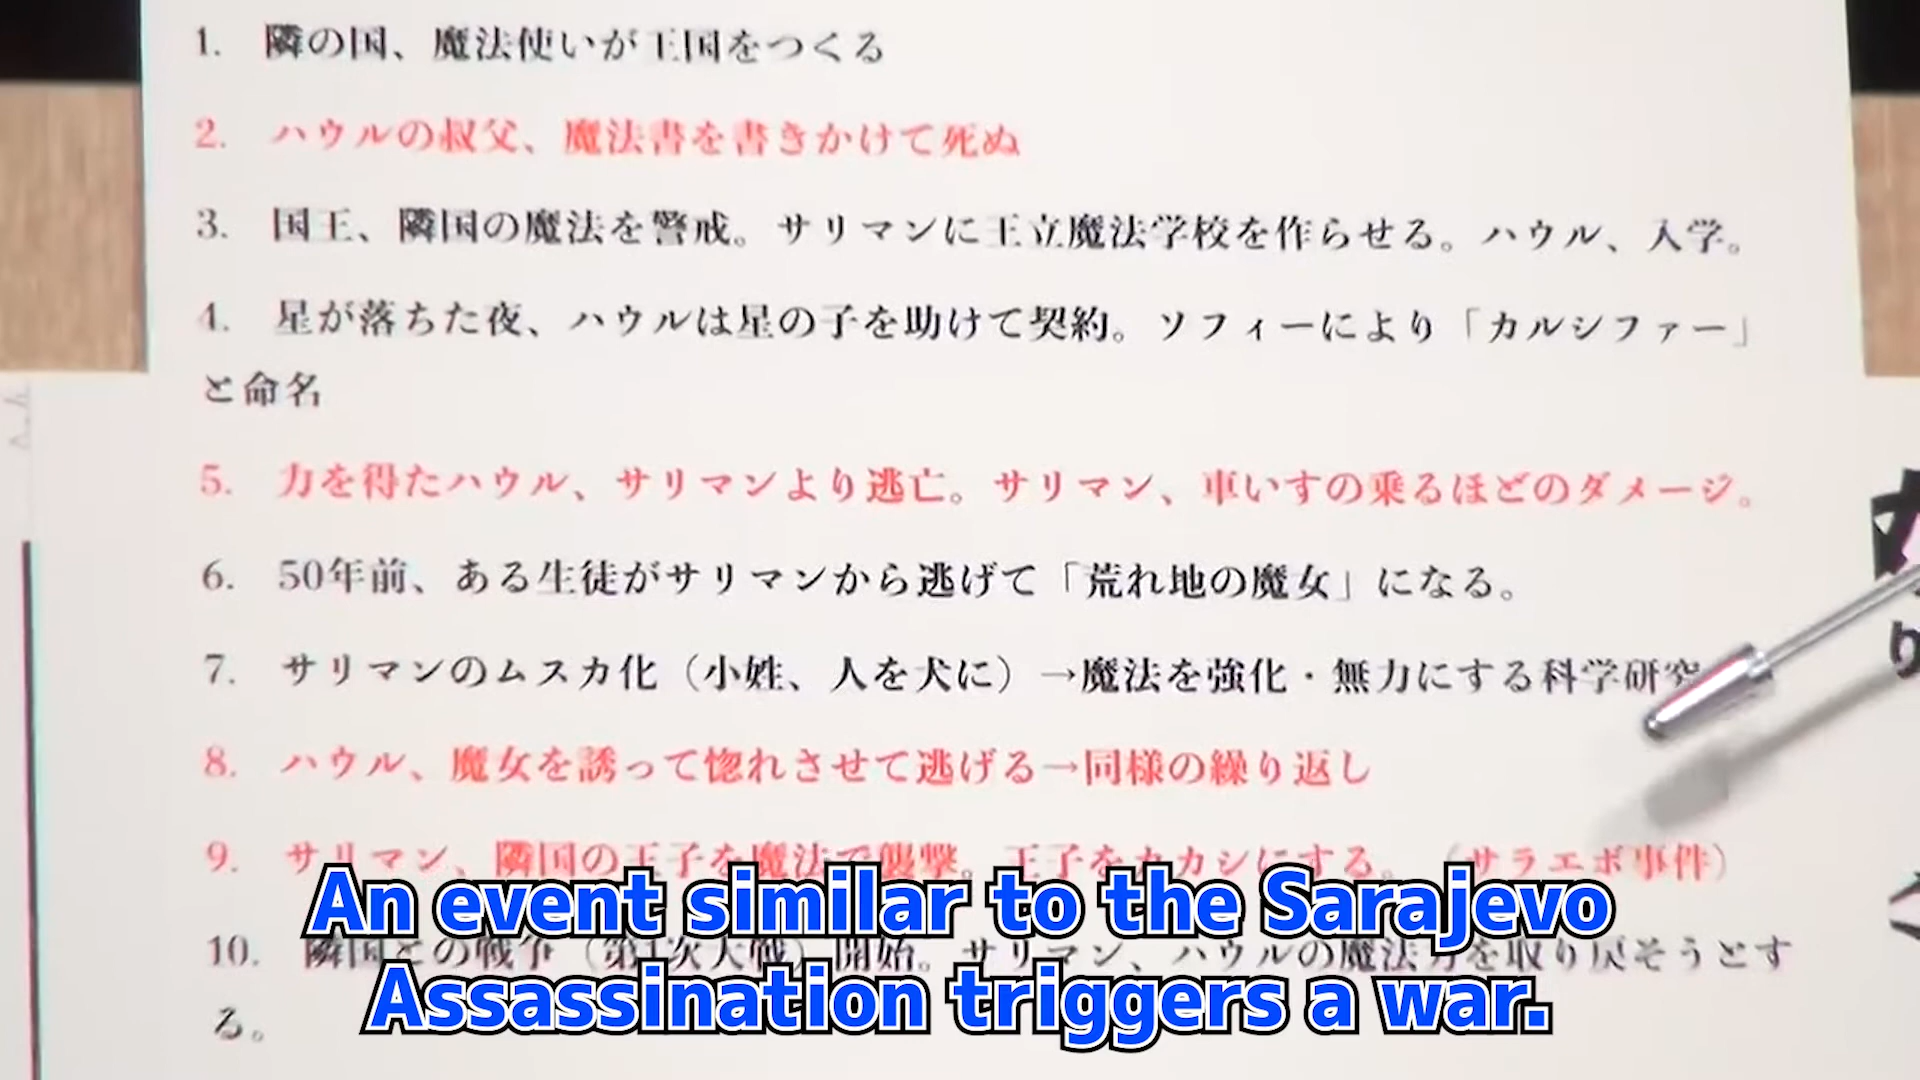 1. 隣の国、魔法使いが王国をつくる
2. ハウルの叔父、魔法書を書きかけて死ぬ
3. 国王、隣国の魔法を警戒。サリマンに王立魔法学校を作らせる。ハウル、入学。
4. 星が落ちた夜、ハウルは星の子を助けて契約。ソフィーにより「カルシファー」
と命名
5. 力を得たハウル、サリマンより逃亡。サリマン、車いすの乗るほどのダメージ。
6. 50年前、ある生徒がサリマンから逃げて「荒れ地の魔女」になる。
7. サリマンのムスカ化（小姓、人を犬に）→魔法を強化・無力にする科学研究
8. ハウル、魔女を誘って惚れさせて逃げる→同様の繰り返し
9. サリマン、隣国の王子を魔法で襲撃。王子をカカシにする。（サラエボ事件）
An event similar to the Sarajevo
10. 隣国との戦争（第1次大戦）開始。サリマン、ハウルの魔法力を取り戻そうとす
Assassination triggers a war.
る。
り